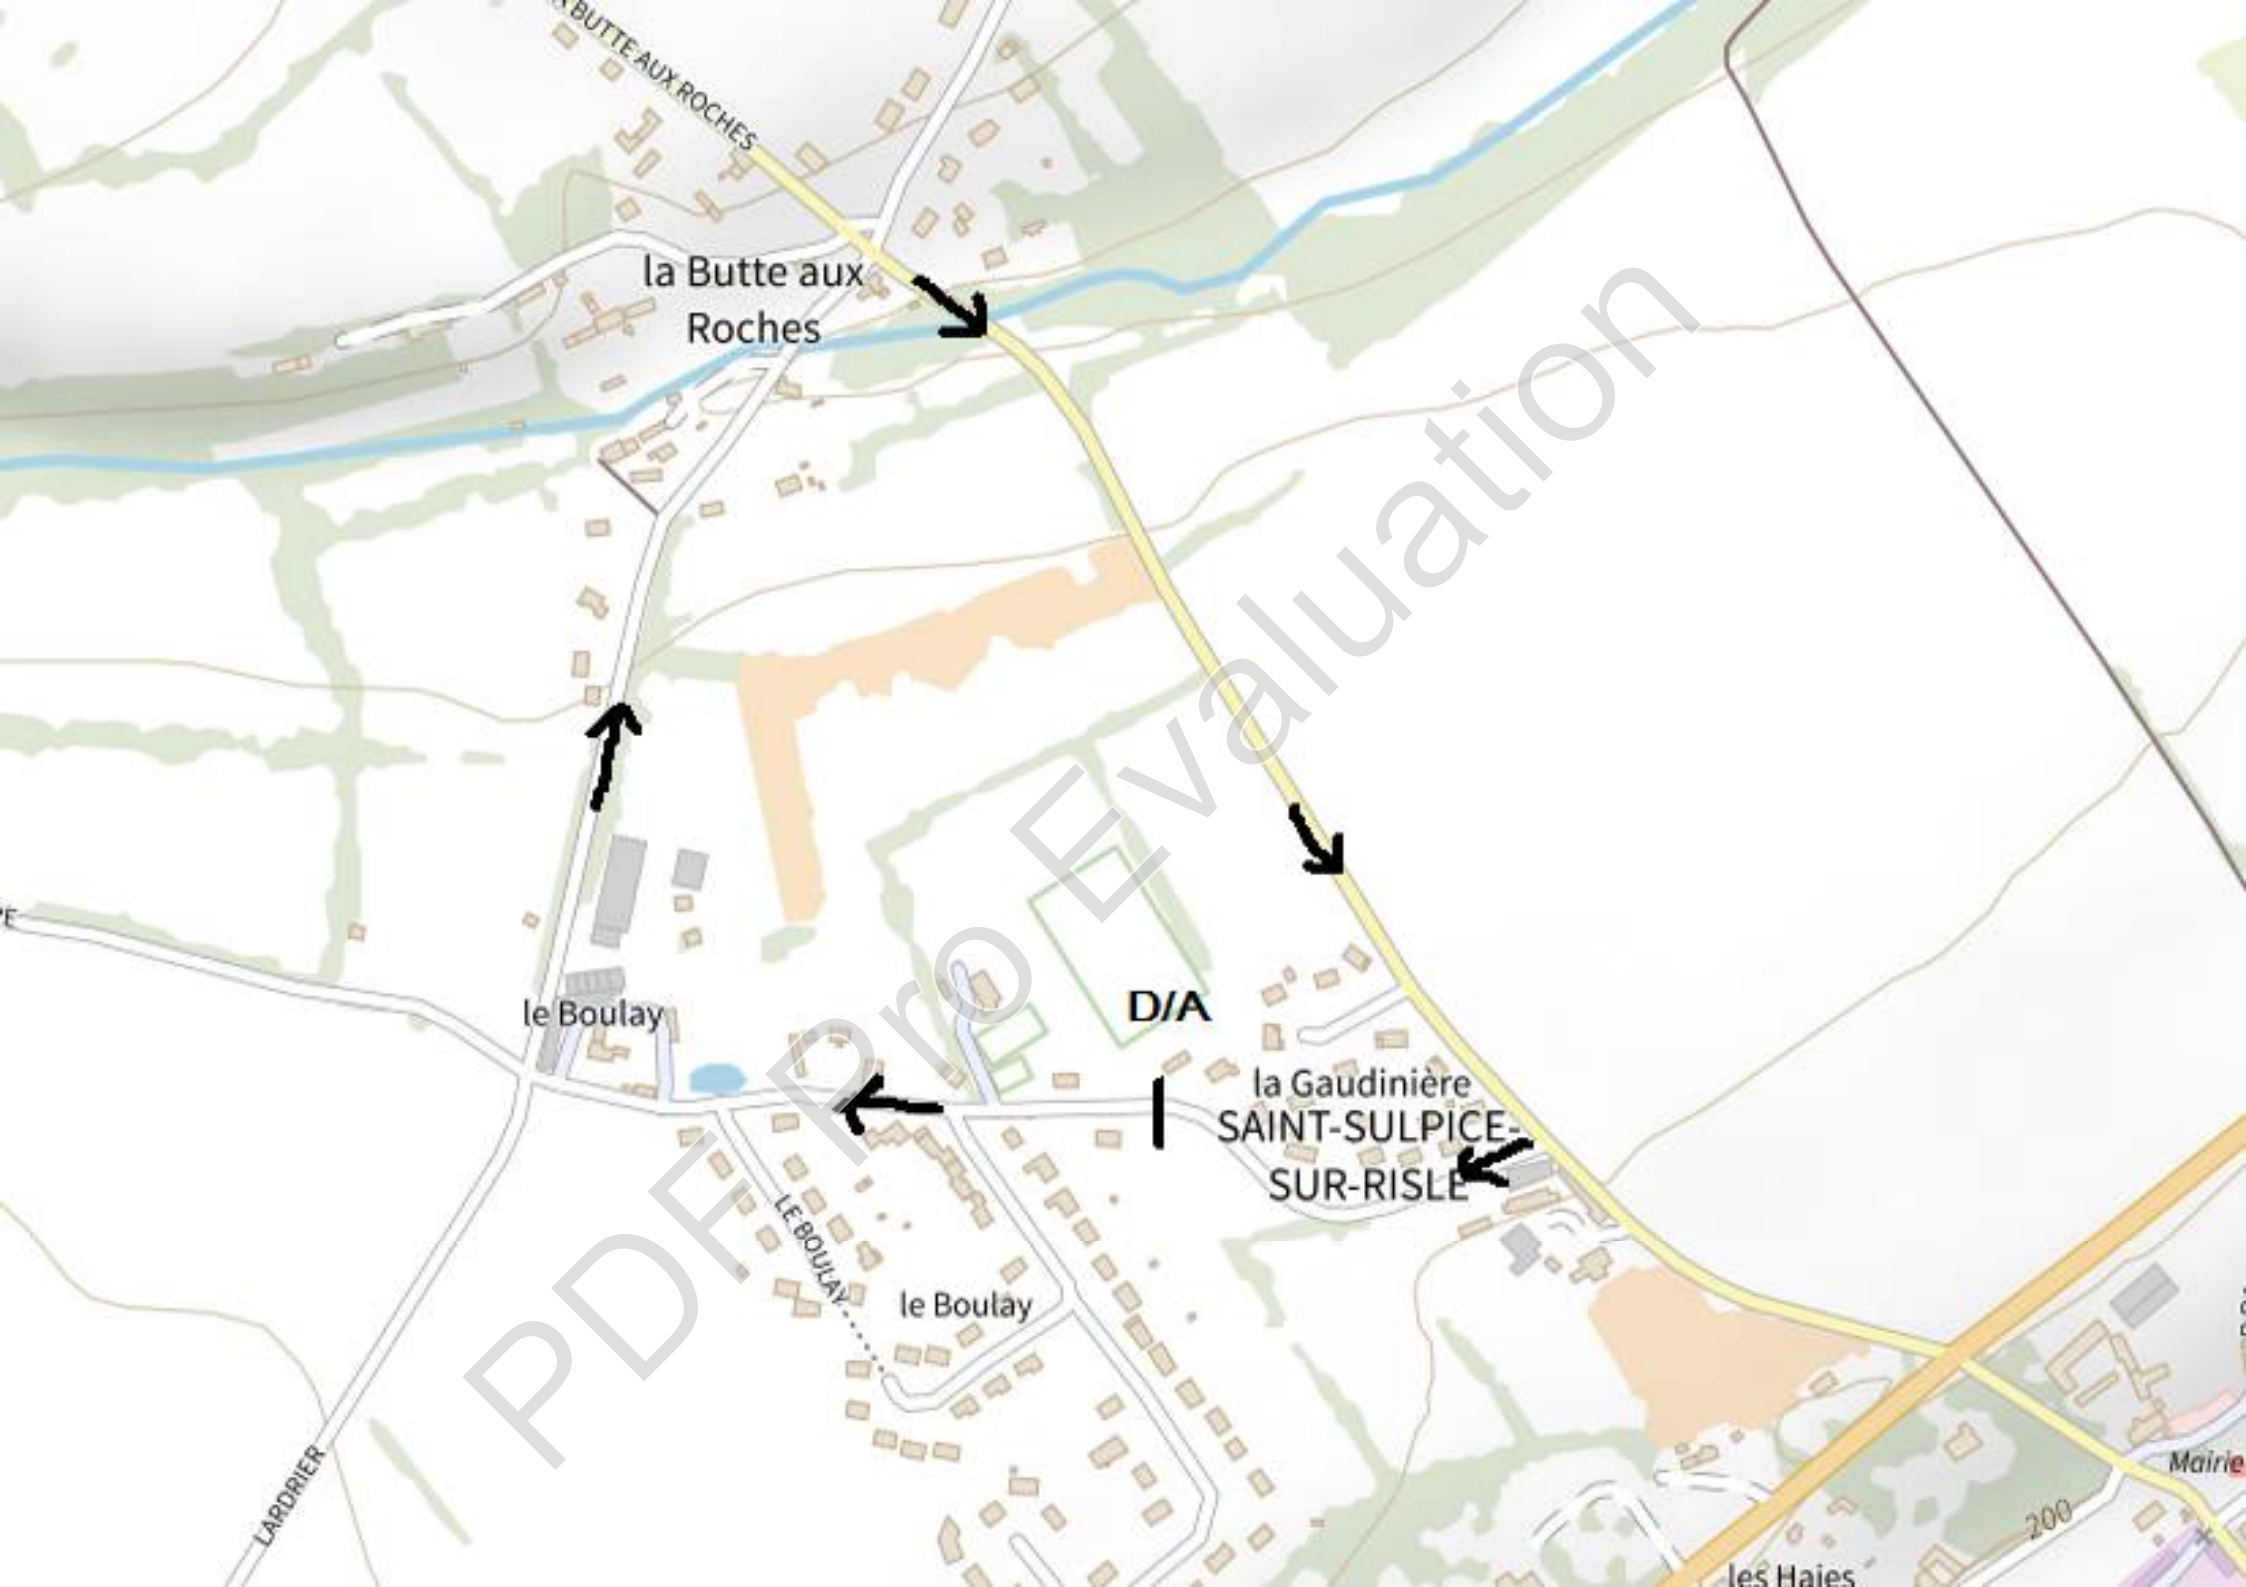 BUTTE AUX ROCHES
la Butte aux
Roches
le Boulay
D/A
la Gaudinière
SAINT-SULPICE-
SUR-RISLE
LE BOULAY
le Boulay
LARDRIER
Mairie
200
les Haies
PDF Pro Evaluation